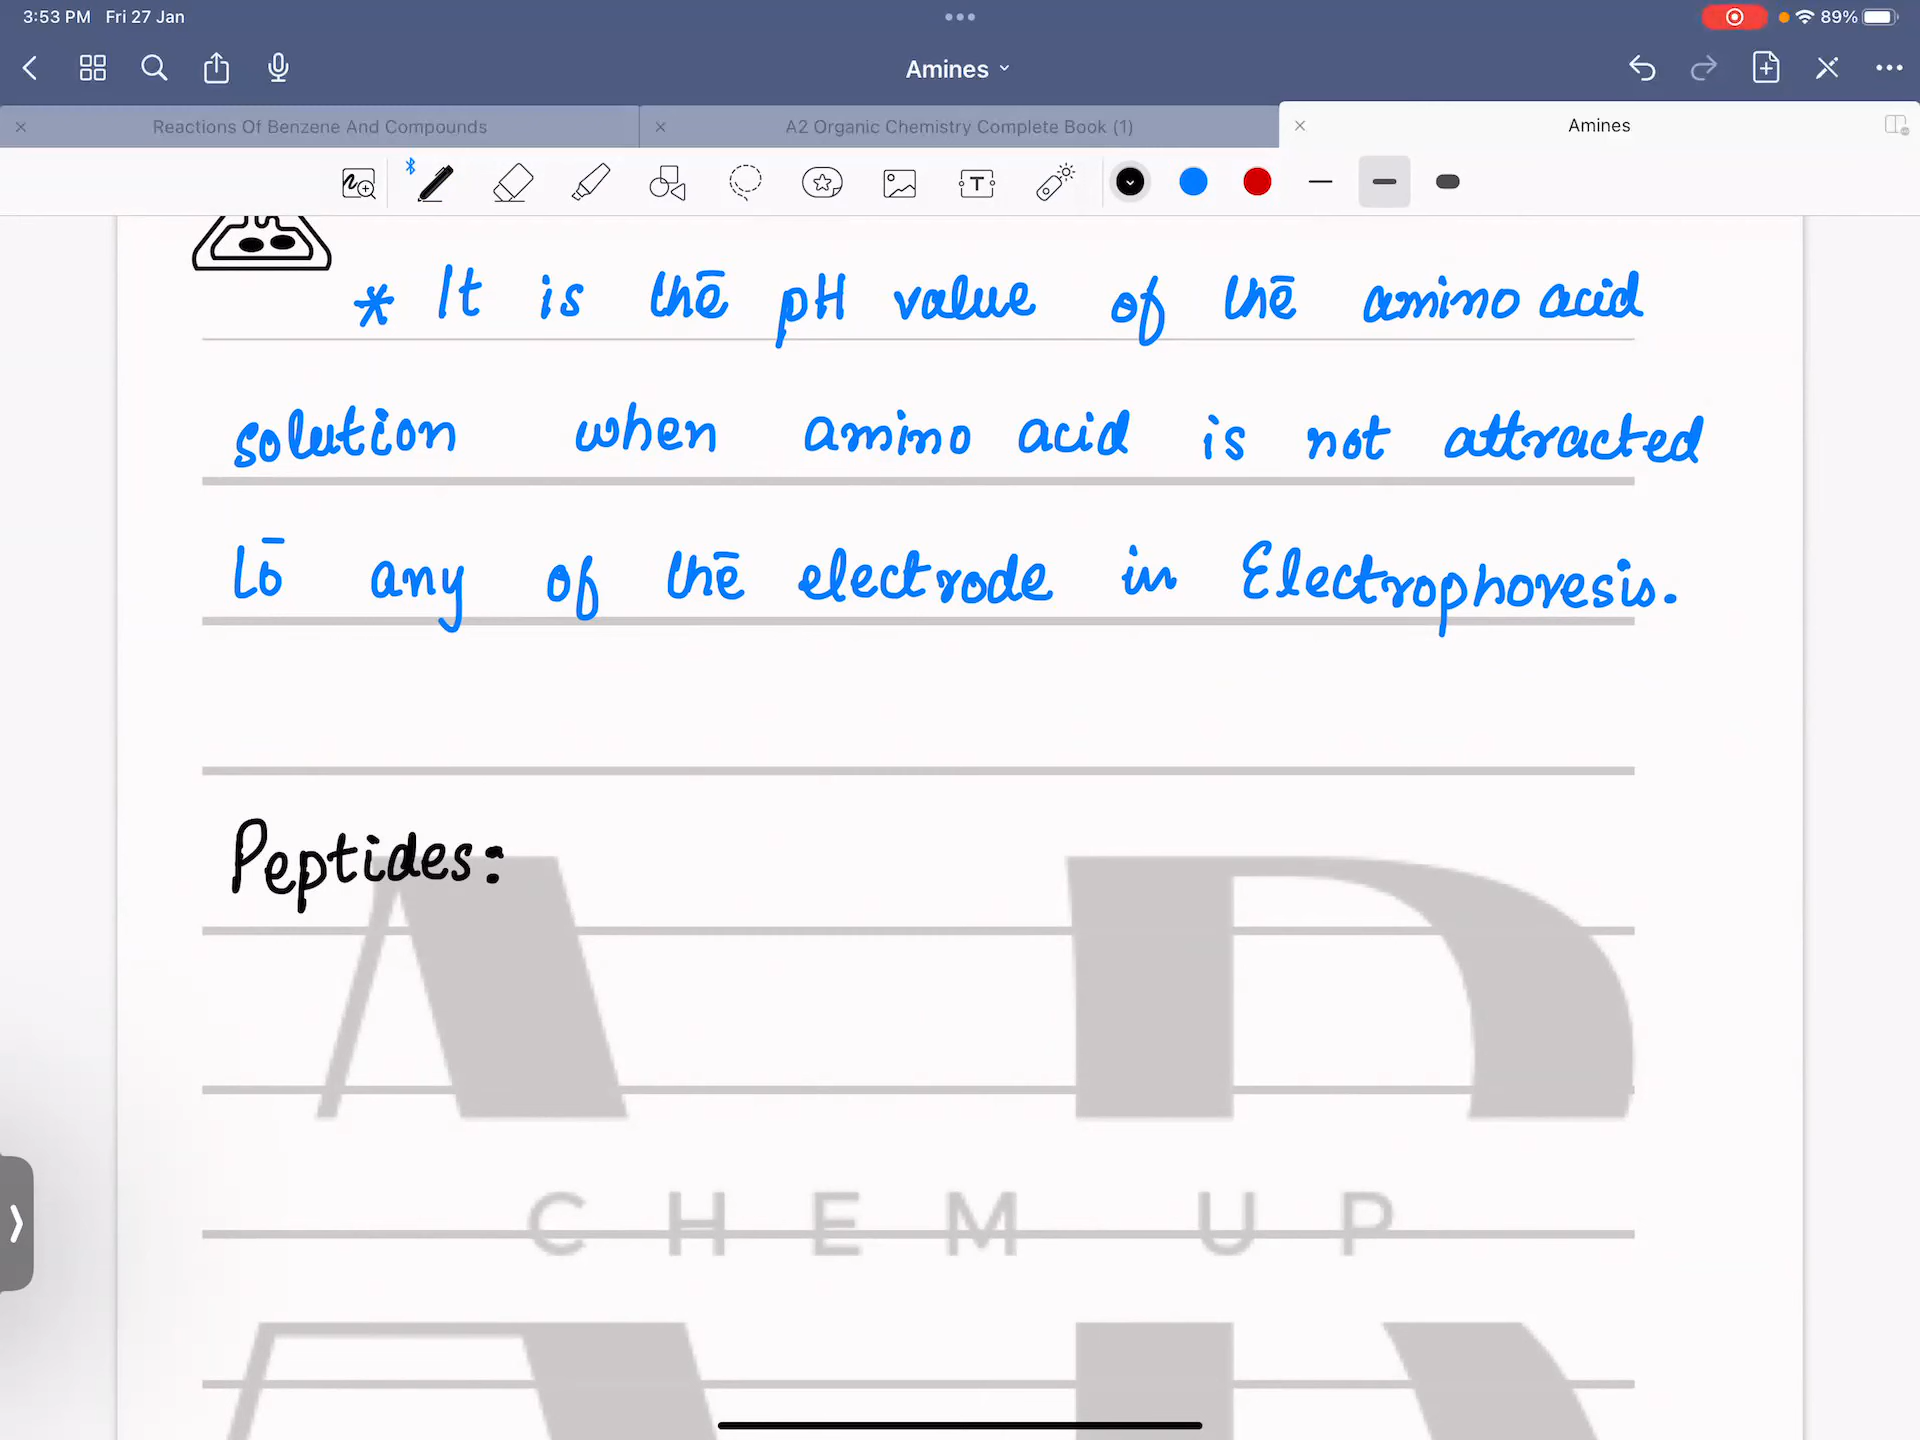 3:53 PM Fri 27 Jan
89%
Amines
Reactions Of Benzene And Compounds
A2 Organic Chemistry Complete Book (1)
Amines
T
* It is the pH value of the amino acid
solution when amino acid is not attracted
to any of the electrode in Electrophoresis.
Peptides:
CHEM UP